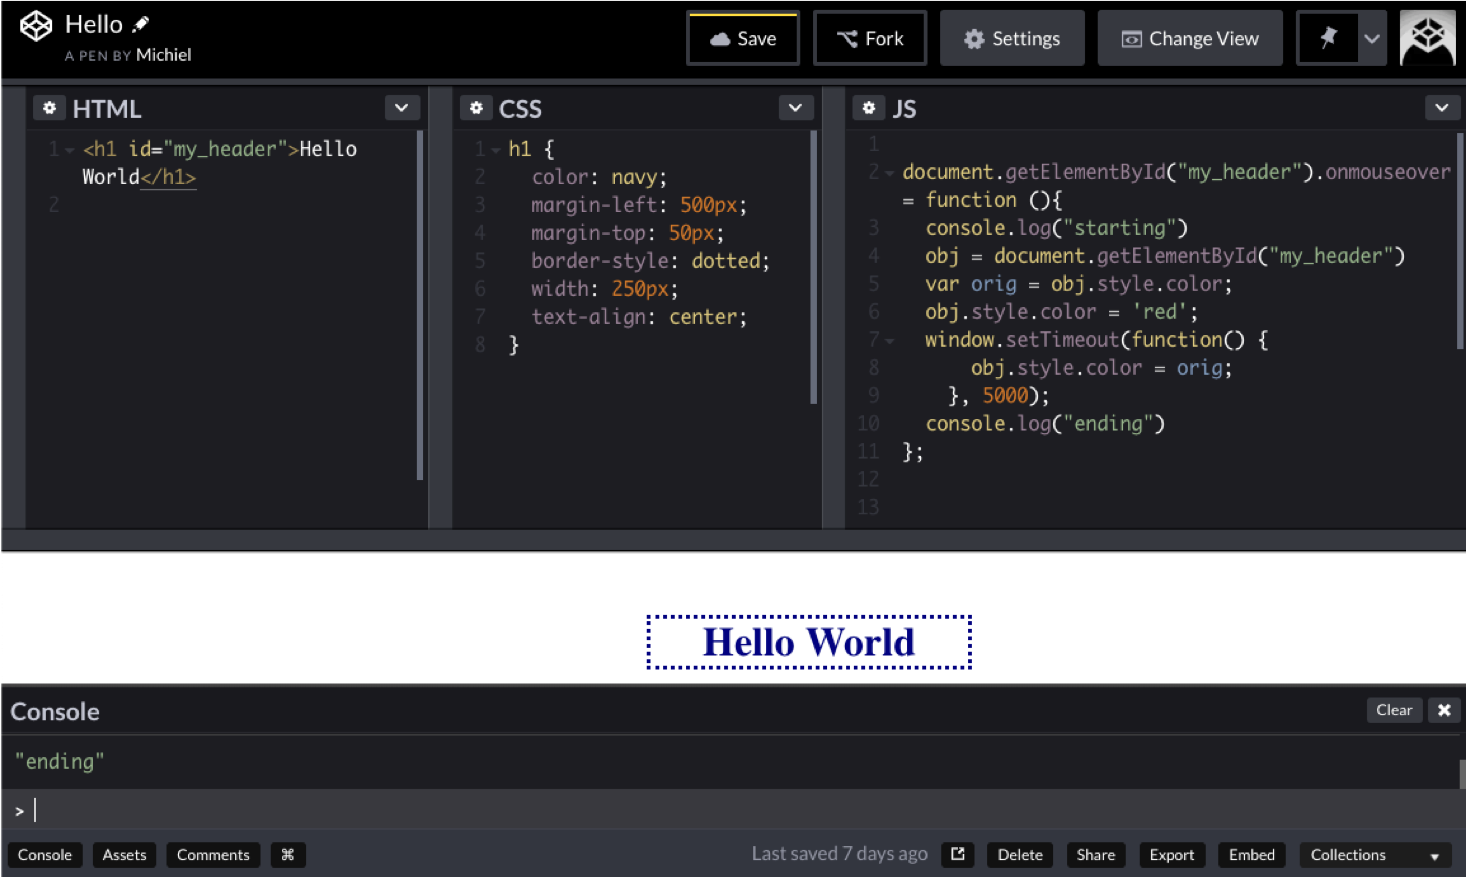 Hello
A PEN BY Michiel
Save
Fork
Settings
Change View
HTML
1 <h1 id="my_header">Hello
World</h1>
2
CSS
1 h1 {
2 color: navy;
3 margin-left: 500px;
4 margin-top: 50px;
5 border-style: dotted;
6 width: 250px;
7 text-align: center;
8 }
JS
1
2 document.getElementById("my_header").onmouseover
= function (){
3 console.log("starting")
4 obj = document.getElementById("my_header")
5 var orig = obj.style.color;
6 obj.style.color = 'red';
7 window.setTimeout(function() {
8 obj.style.color = orig;
9 }, 5000);
10 console.log("ending")
11 };
12
13
Hello World
Console
Clear
"ending"
>
Console
Assets
Comments
⌘
Last saved 7 days ago
Delete
Share
Export
Embed
Collections